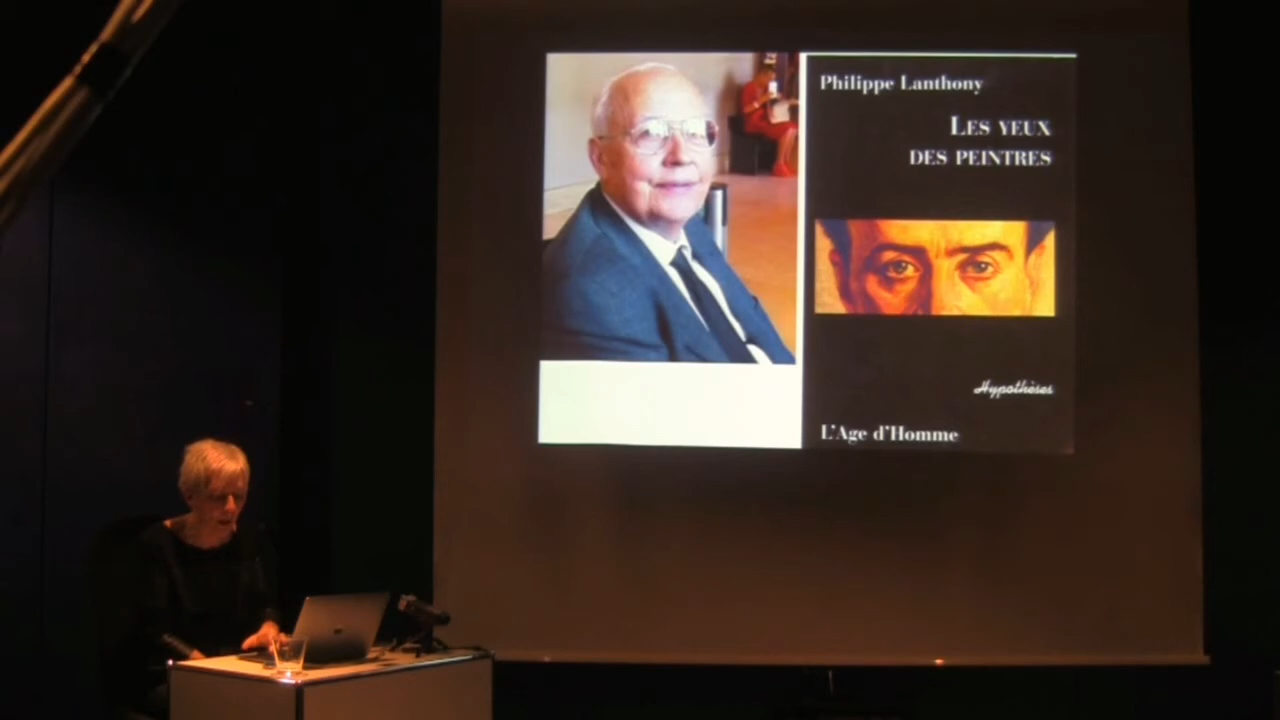 Philippe Lanthony
LES YEUX
DES PEINTRES
Hypothèses
L'Age d'Homme